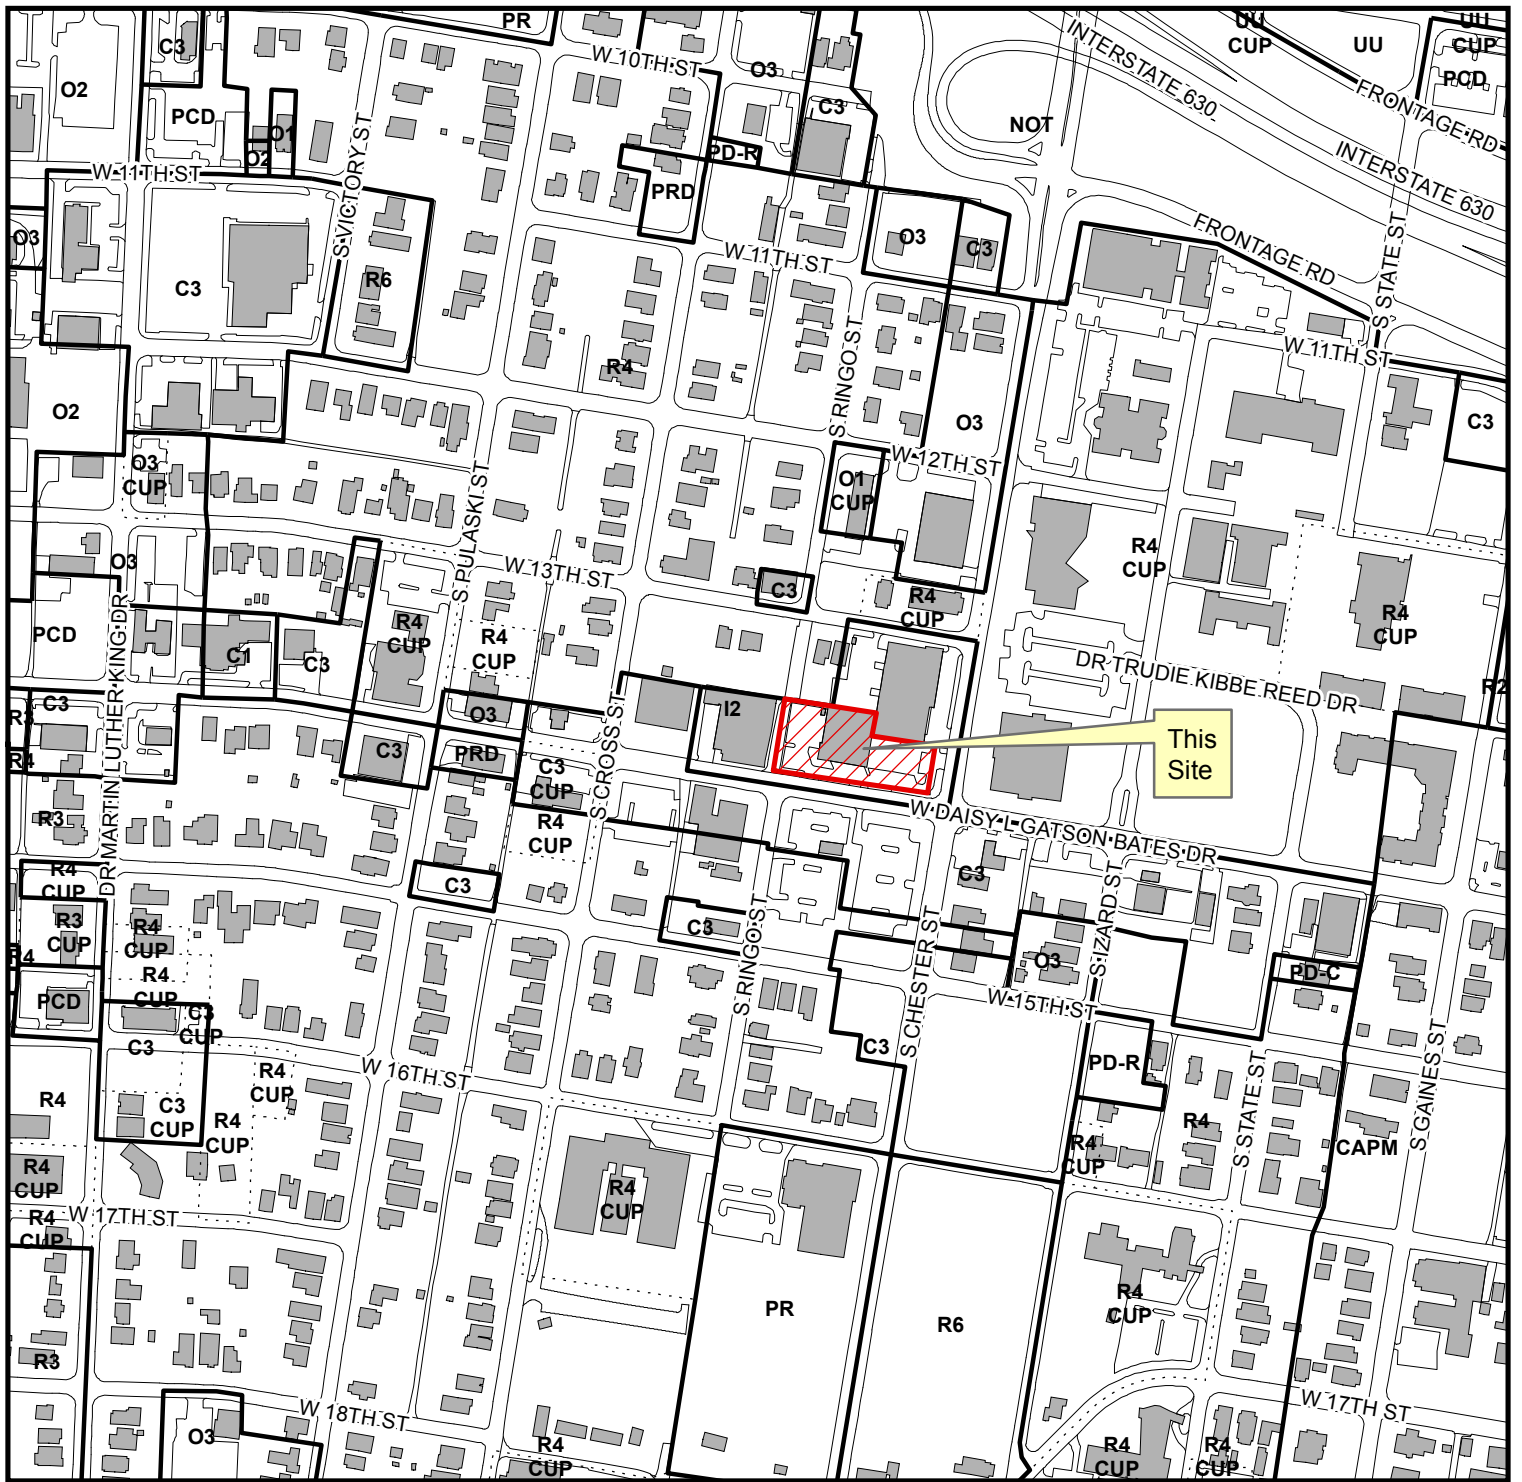 PR
UU
CUP
UU
UU
CUP
C3
W 10TH ST
INTERSTATE 630
O3
PCD
O2
FRONTAGE RD
C3
PCD
O1
NOT
INTERSTATE 630
O2
PD-R
W 11TH ST
S VICTORY ST
PRD
O3
O3
C3
FRONTAGE RD
S STATE ST
W 11TH ST
R6
C3
S RINGO ST
W 11TH ST
R4
O2
O3
C3
W 12TH ST
O3
CUP
O1
CUP
S PULASKI ST
R4
CUP
O3
W 13TH ST
C3
R4
CUP
R4
CUP
PCD
DR MARTIN LUTHER KING DR
R4
CUP
R4
CUP
C1
C3
DR TRUDIE KIBBE REED DR
R2
C3
R3
O3
I2
This
Site
S CROSS ST
C3
PRD
R4
C3
CUP
W DAISY L GATSON BATES DR
R3
R4
CUP
C3
R4
CUP
C3
S IZARD ST
R3
CUP
R4
CUP
C3
S RINGO ST
S CHESTER ST
R4
O3
PD-C
R4
CUP
PCD
C3
CUP
W 15TH ST
C3
C3
S GAINES ST
W 16TH ST
R4
CUP
PD-R
R4
C3
CUP
R4
CUP
R4
S STATE ST
R4
CUP
CAPM
R4
CUP
R4
CUP
W 17TH ST
R4
CUP
R4
CUP
PR
R6
R3
W 17TH ST
W 18TH ST
O3
R4
CUP
R4
CUP
R4
CUP